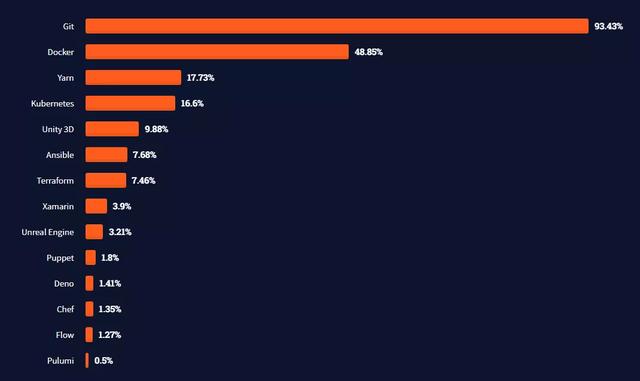 Git 93.43%
Docker 48.85%
Yarn 17.73%
Kubernetes 16.6%
Unity 3D 9.88%
Ansible 7.68%
Terraform 7.46%
Xamarin 3.9%
Unreal Engine 3.21%
Puppet 1.8%
Deno 1.41%
Chef 1.35%
Flow 1.27%
Pulumi 0.5%